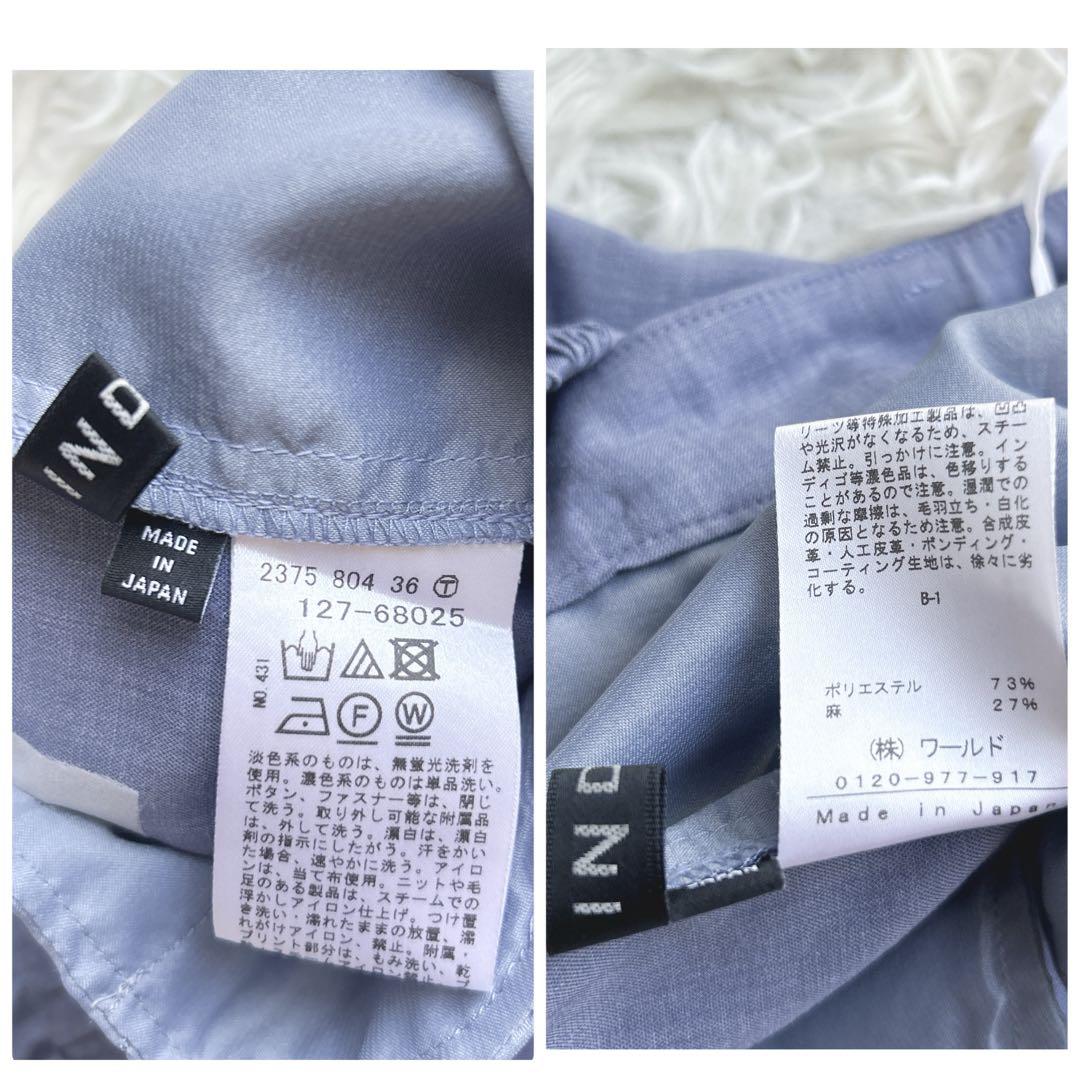 IND
MADE
IN
JAPAN
2375 804 36 Ⓣ
127-68025
NO. 431
F
W
淡色系のものは、無蛍光洗剤を
使用。濃色系のものは単品洗い。
ボタン、ファスナー等は、閉じ
て洗う。取り外し可能な附属品
は、外して洗う。漂白は、漂白
剤の指示にしたがう。汗をかい
た場合、速やかに洗う。アイロ
ンは、当て布使用。ニットや毛
足のある製品は、スチームでの
浮かしアイロン仕上げ。つけ置
き洗い・濡れたままの放置、濡
れがけアイロン、禁止。附属・
プリント部分は、もみ洗い、乾
リーツ等特殊加工製品は、凹凸
や光沢がなくなるため、スチー
ム禁止。引っかけに注意。イン
ディゴ等濃色品は、色移りする
ことがあるので注意。湿潤での
過剰な摩擦は、毛羽立ち・白化
の原因となるため注意。合成皮
革・人工皮革・ボンディング・
コーティング生地は、徐々に劣
化する。
B-1
ポリエステル 73%
麻 27%
(株) ワールド
0120-977-917
Made in Japan
IND